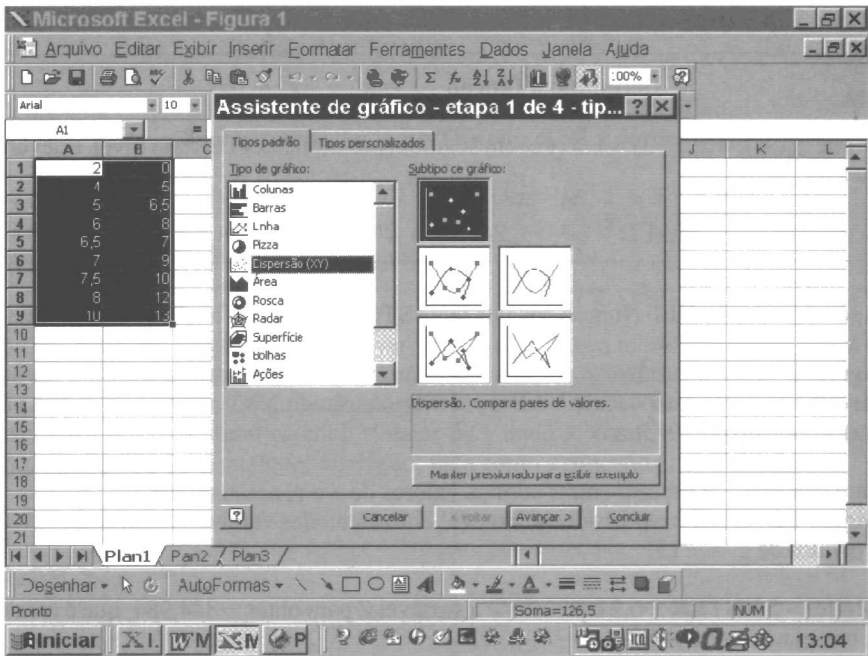 Microsoft Excel - Figura 1
Arquivo Editar Exibir Inserir Formatar Ferramentas Dados Janela Ajuda
Arial 10
A1 =
Assistente de gráfico - etapa 1 de 4 - tip...
Tipos padrão Tipos personalizados
Tipo de gráfico:
Subtipo de gráfico:
Colunas
Barras
Linha
Pizza
Dispersão (XY)
Área
Rosca
Radar
Superfície
Bolhas
Ações
Dispersão. Compara pares de valores.
Manter pressionado para exibir exemplo
Cancelar < Voltar Avançar > Concluir
A B C J K L
1 2 0
2 4 5
3 5 6,5
4 6 8
5 6,5 7
6 7 9
7 7,5 10
8 8 12
9 10 13
10
11
12
13
14
15
16
17
18
19
20
21
Plan1 Plan2 Plan3
Desenhar AutoFormas
Pronto Soma=126,5 NUM
Iniciar 13:04